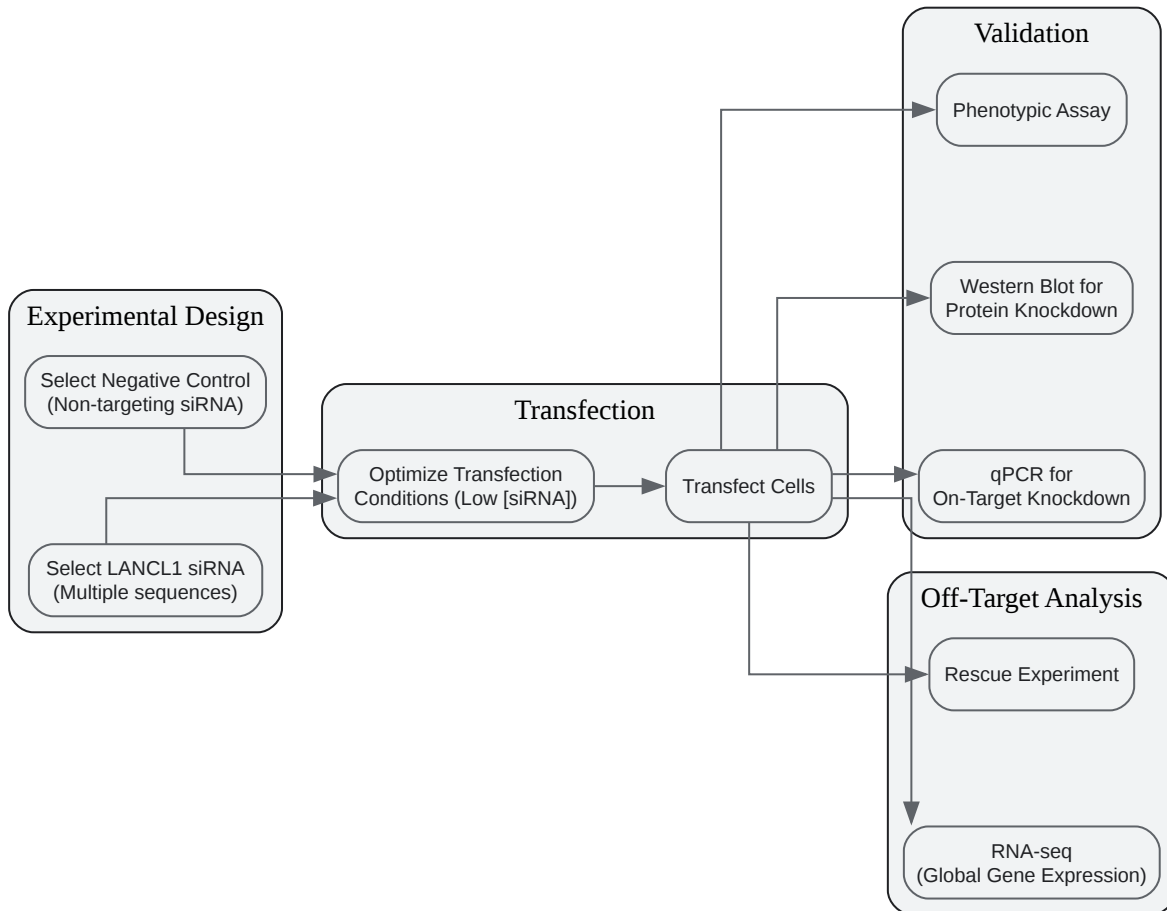 Experimental Design
Select Negative Control
(Non-targeting siRNA)
Select LANCL1 siRNA
(Multiple sequences)
Transfection
Optimize Transfection
Conditions (Low [siRNA])
Transfect Cells
Validation
Phenotypic Assay
Western Blot for
Protein Knockdown
qPCR for
On-Target Knockdown
Off-Target Analysis
Rescue Experiment
RNA-seq
(Global Gene Expression)